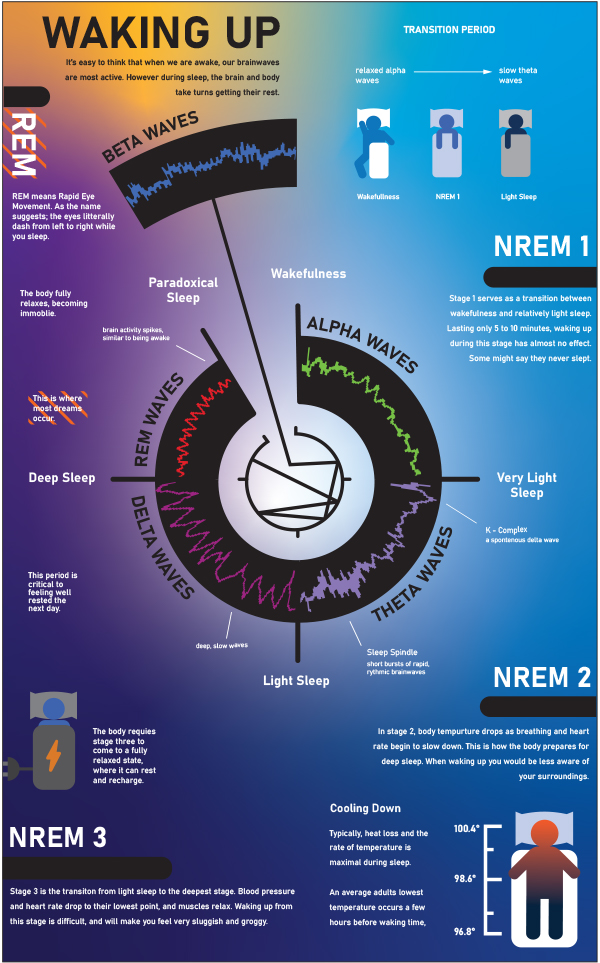 WAKING UP
It's easy to think that when we are awake, our brainwaves
are most active. However during sleep, the brain and body
take turns getting their rest.
TRANSITION PERIOD
relaxed alpha
waves
slow theta
waves
Wakefullness
NREM 1
Light Sleep
REM
REM means Rapid Eye
Movement. As the name
suggests; the eyes litterally
dash from left to right while
you sleep.
BETA WAVES
NREM 1
Stage 1 serves as a transition between
wakefulness and relatively light sleep.
Lasting only 5 to 10 minutes, waking up
during this stage has almost no effect.
Some might say they never slept.
The body fully
relaxes, becoming
immoblie.
Paradoxical
Sleep
Wakefulness
brain activity spikes,
similar to being awake
ALPHA WAVES
This is where
most dreams
occur.
REM WAVES
Deep Sleep
Very Light
Sleep
DELTA WAVES
THETA WAVES
K - Complex
a spontenous delta wave
This period is
critical to
feeling well
rested the
next day.
deep, slow waves
Sleep Spindle
short bursts of rapid,
rythmic brainwaves
Light Sleep
NREM 2
In stage 2, body tempurture drops as breathing and heart
rate begin to slow down. This is how the body prepares for
deep sleep. When waking up you would be less aware of
your surroundings.
The body requies
stage three to
come to a fully
relaxed state,
where it can rest
and recharge.
NREM 3
Stage 3 is the transiton from light sleep to the deepest stage. Blood pressure
and heart rate drop to their lowest point, and muscles relax. Waking up from
this stage is difficult, and will make you feel very sluggish and groggy.
Cooling Down
Typically, heat loss and the
rate of temperature is
maximal during sleep.
An average adults lowest
temperature occurs a few
hours before waking time,
100.4°
98.6°
96.8°